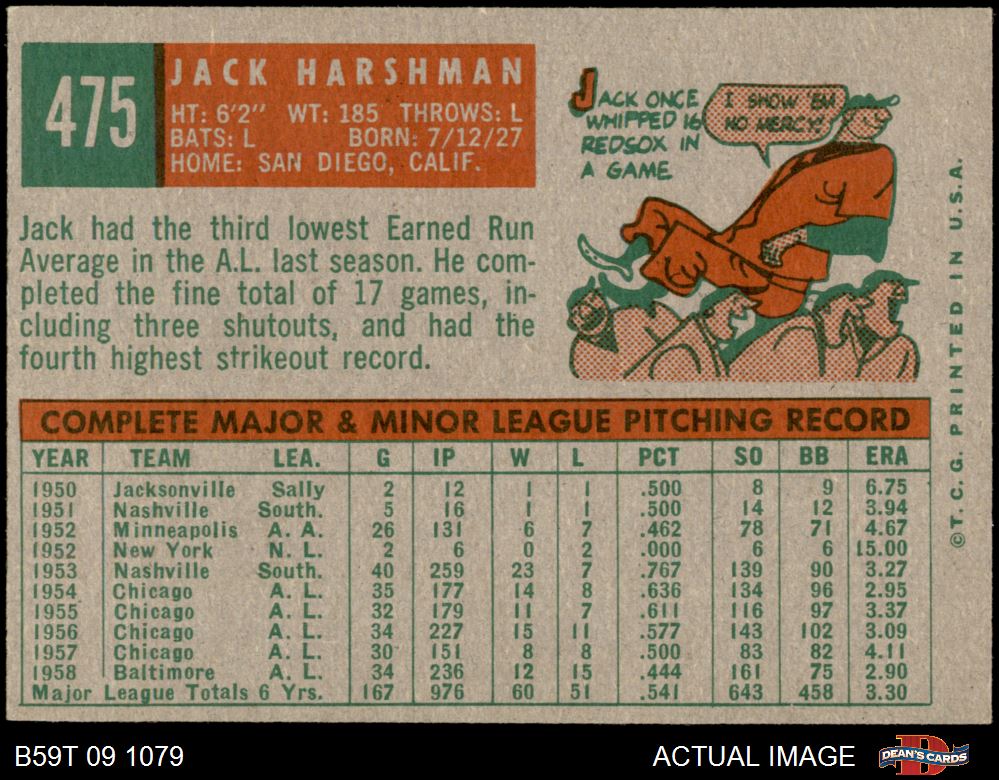 475
JACK HARSHMAN
HT: 6'2" WT: 185 THROWS: L
BATS: L BORN: 7/12/27
HOME: SAN DIEGO, CALIF.
JACK ONCE
WHIPPED 16
REDSOX IN
A GAME
I SHOW 'EM
NO MERCY!
Jack had the third lowest Earned Run
Average in the A.L. last season. He com-
pleted the fine total of 17 games, in-
cluding three shutouts, and had the
fourth highest strikeout record.
COMPLETE MAJOR & MINOR LEAGUE PITCHING RECORD
YEAR TEAM LEA. G IP W L PCT SO BB ERA
1950 Jacksonville Sally 2 12 1 1 .500 8 9 6.75
1951 Nashville South. 5 16 1 1 .500 14 12 3.94
1952 Minneapolis A. A. 26 131 6 7 .462 78 71 4.67
1952 New York N. L. 2 6 0 2 .000 6 6 15.00
1953 Nashville South. 40 259 23 7 .767 139 90 3.27
1954 Chicago A. L. 35 177 14 8 .636 134 96 2.95
1955 Chicago A. L. 32 179 11 7 .611 116 97 3.37
1956 Chicago A. L. 34 227 15 11 .577 143 102 3.09
1957 Chicago A. L. 30 151 8 8 .500 83 82 4.11
1958 Baltimore A. L. 34 236 12 15 .444 161 75 2.90
Major League Totals 6 Yrs. 167 976 60 51 .541 643 458 3.30
©T. C. G. PRINTED IN U.S.A.
B59T 09 1079
ACTUAL IMAGE
DEAN'S CARDS